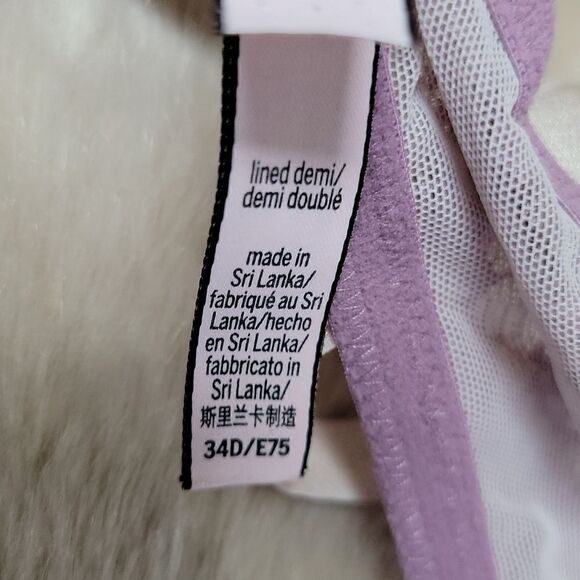 lined demi/
demi doublé
made in
Sri Lanka/
fabriqué au Sri
Lanka/hecho
en Sri Lanka/
fabbricato in
Sri Lanka/
斯里兰卡制造
34D/E75